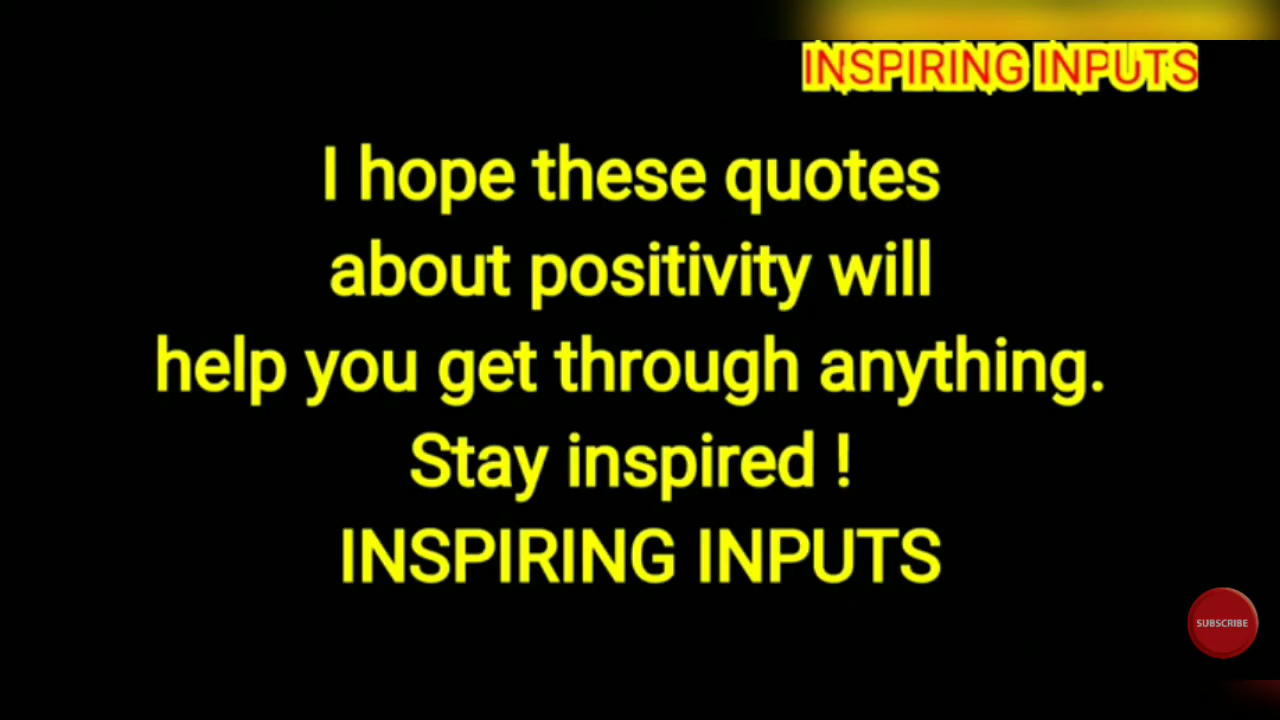 INSPIRING INPUTS
I hope these quotes
about positivity will
help you get through anything.
Stay inspired !
INSPIRING INPUTS
SUBSCRIBE